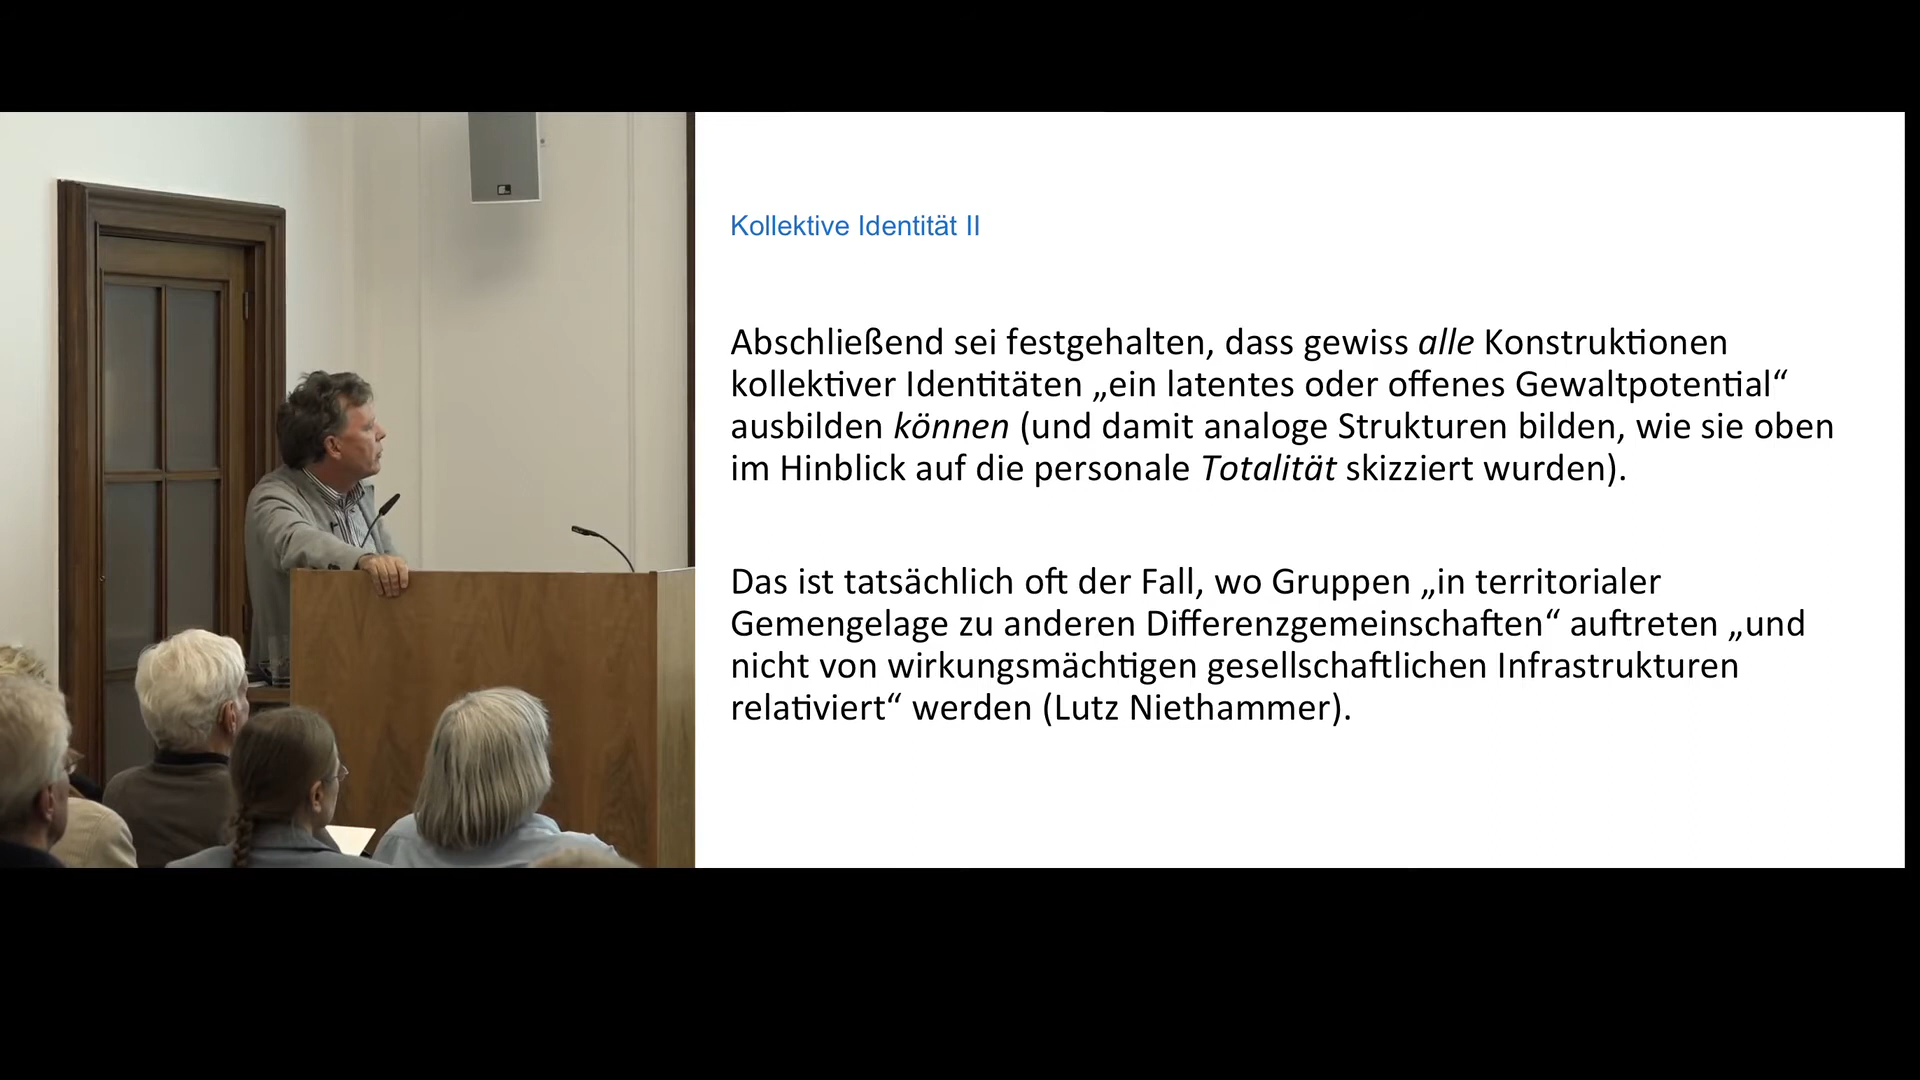 Kollektive Identität II
Abschließend sei festgehalten, dass gewiss alle Konstruktionen
kollektiver Identitäten „ein latentes oder offenes Gewaltpotential“
ausbilden können (und damit analoge Strukturen bilden, wie sie oben
im Hinblick auf die personale Totalität skizziert wurden).
Das ist tatsächlich oft der Fall, wo Gruppen „in territorialer
Gemengelage zu anderen Differenzgemeinschaften“ auftreten „und
nicht von wirkungsmächtigen gesellschaftlichen Infrastrukturen
relativiert“ werden (Lutz Niethammer).